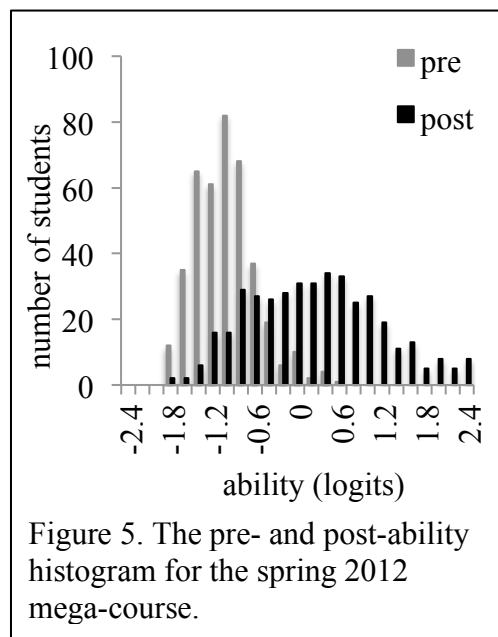 100
80
60
40
20
0
number of students
pre
post
-2.4
-1.8
-1.2
-0.6
0
0.6
1.2
1.8
2.4
ability (logits)
Figure 5. The pre- and post-ability
histogram for the spring 2012
mega-course.